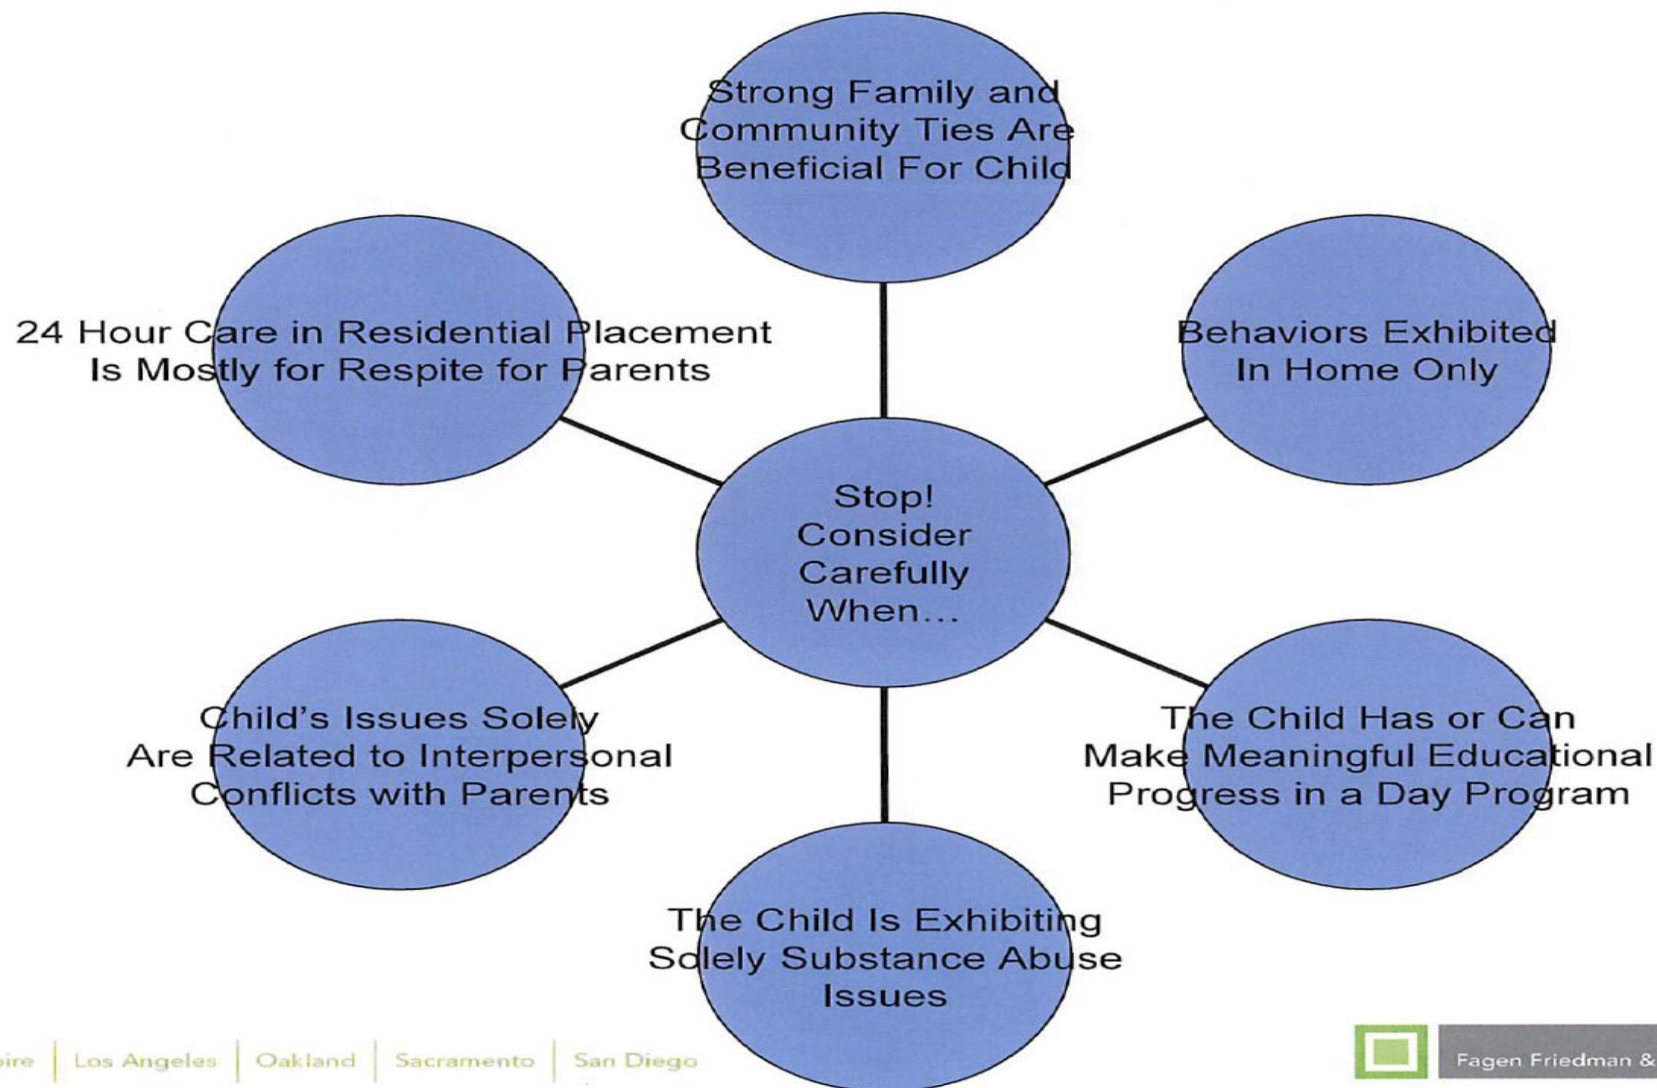 Strong Family and
Community Ties Are
Beneficial For Child
24 Hour Care in Residential Placement
Is Mostly for Respite for Parents
Behaviors Exhibited
In Home Only
Stop!
Consider
Carefully
When...
Child's Issues Solely
Are Related to Interpersonal
Conflicts with Parents
The Child Has or Can
Make Meaningful Educational
Progress in a Day Program
The Child Is Exhibiting
Solely Substance Abuse
Issues
Los Angeles | Oakland | Sacramento | San Diego
Fagen Friedman &